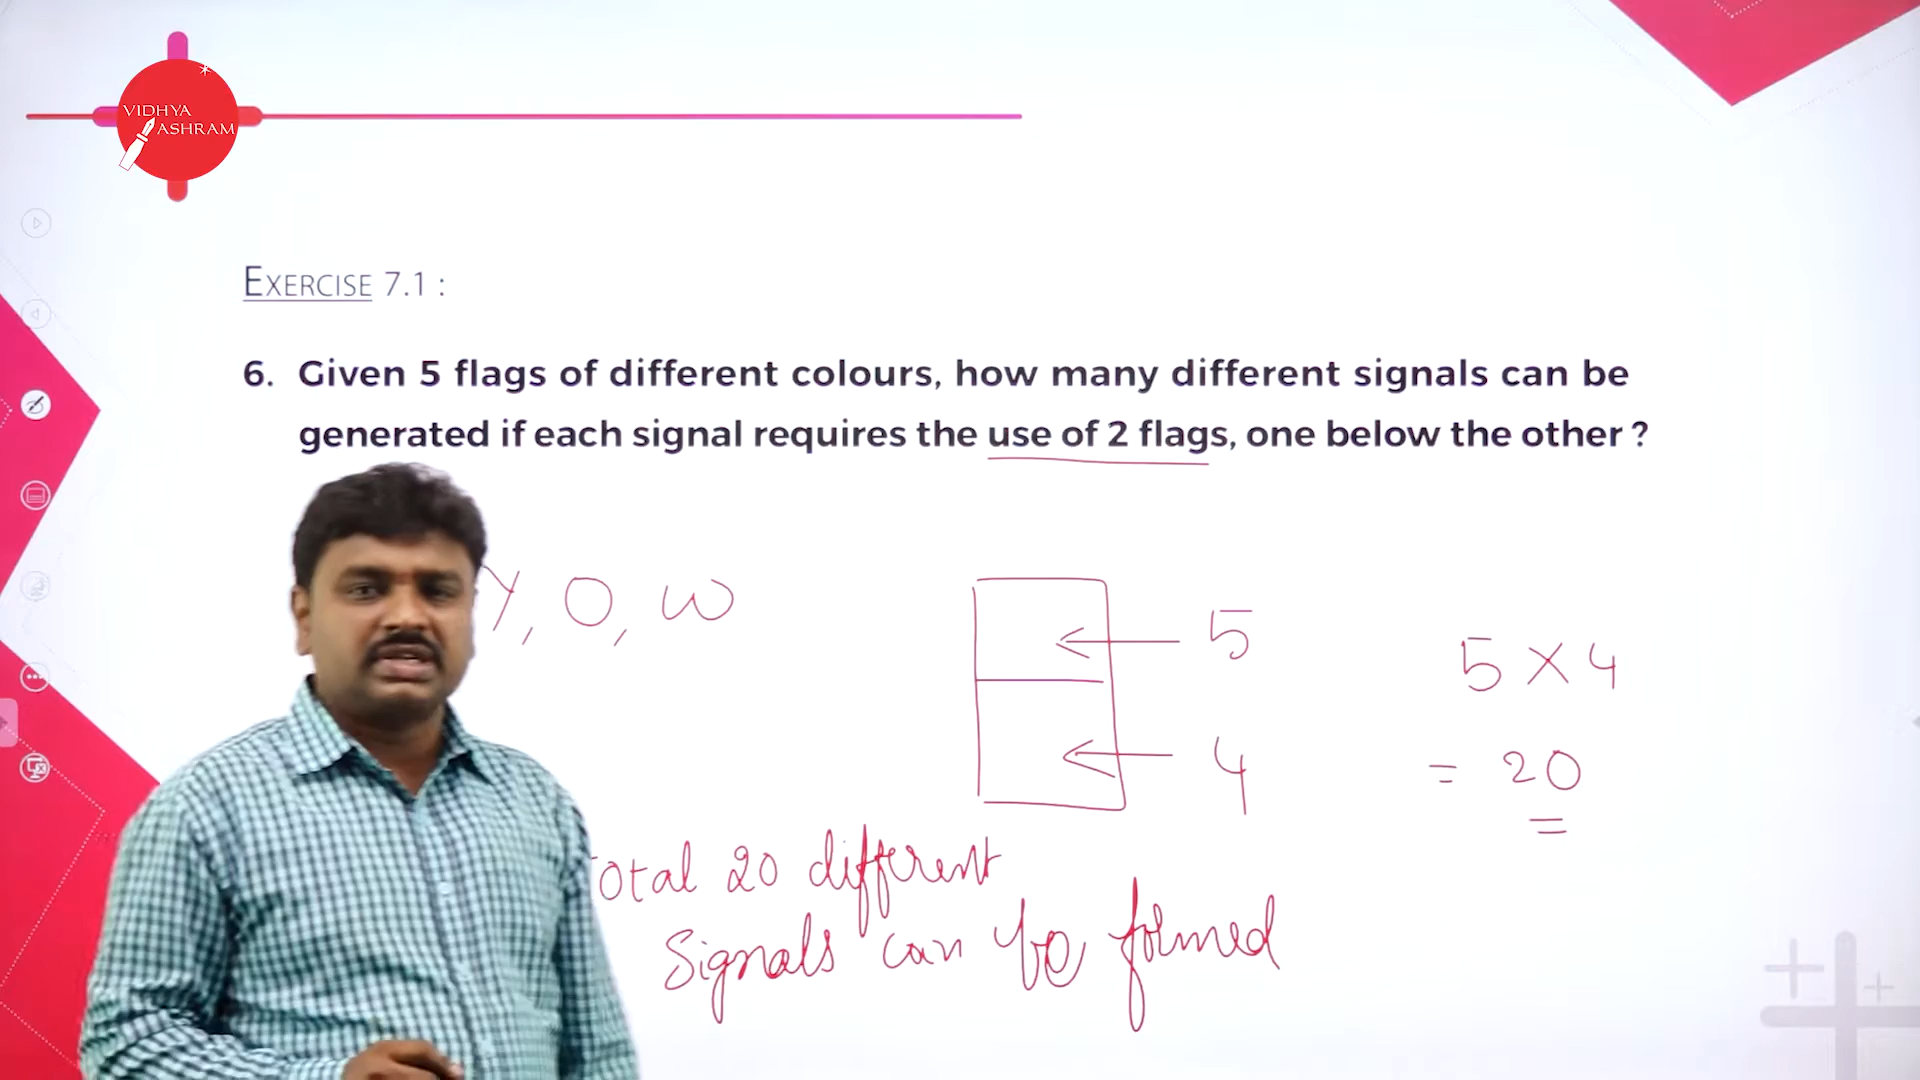 VIDHYA
ASHRAM
EXERCISE 7.1 :
6. Given 5 flags of different colours, how many different signals can be
generated if each signal requires the use of 2 flags, one below the other ?
Y, O, W
5
4
5 X 4
= 20
otal 20 different
Signals can be formed